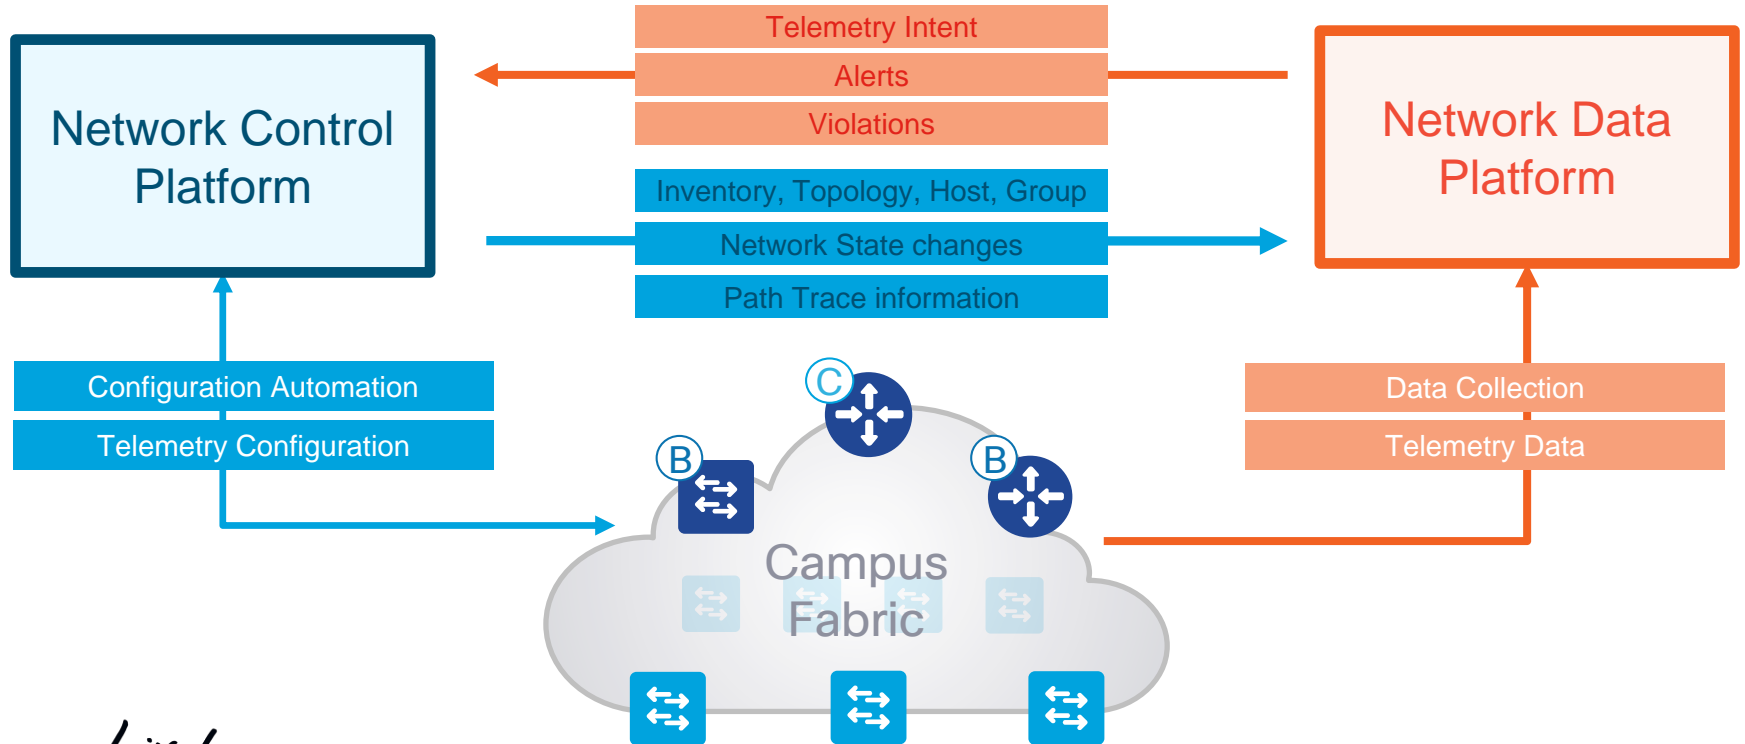 Telemetry Intent
Alerts
Violations
Network Control
Platform
Network Data
Platform
Inventory, Topology, Host, Group
Network State changes
Path Trace information
Configuration Automation
Telemetry Configuration
Data Collection
Telemetry Data
C
B
B
Campus
Fabric